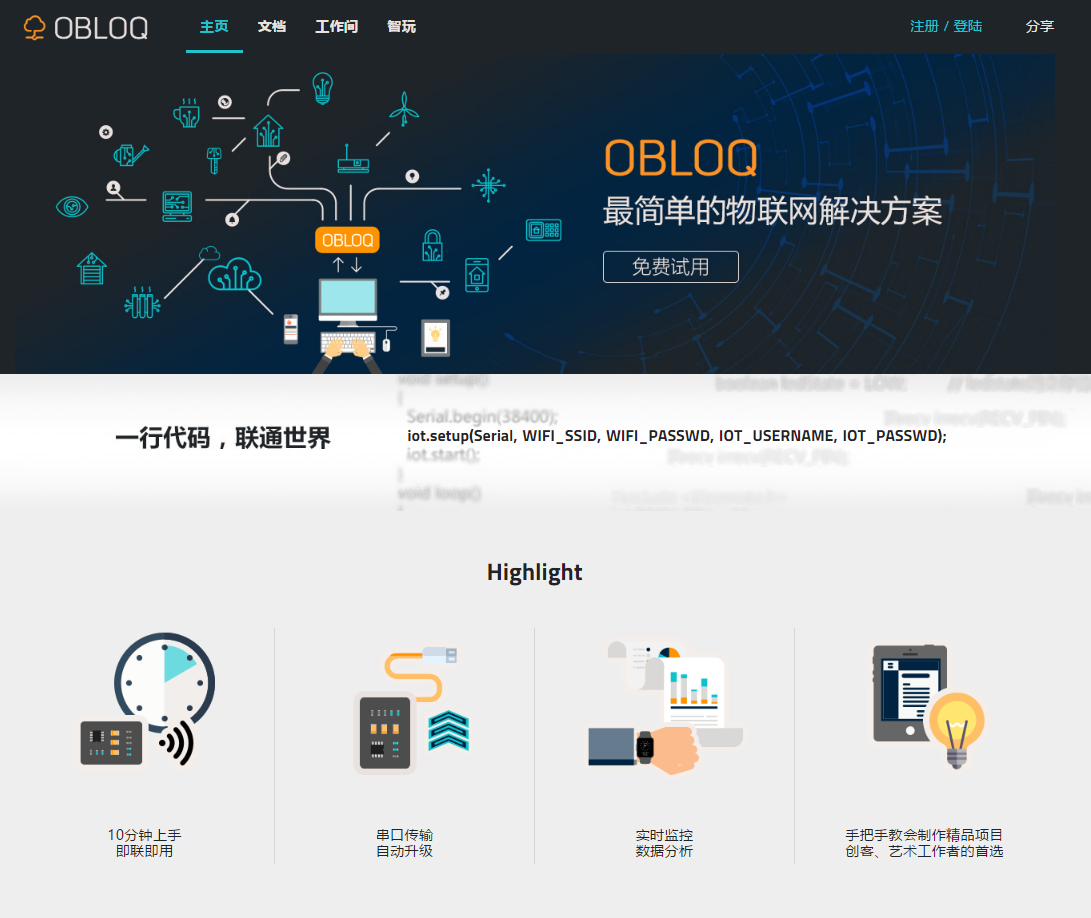 OBLOQ
主页 文档 工作间 智玩
注册 / 登陆 分享
OBLOQ
最简单的物联网解决方案
免费试用
OBLOQ
void setup()
{
boolean ledState = LOW;
Serial.begin(38400);
一行代码，联通世界
iot.setup(Serial, WIFI_SSID, WIFI_PASSWD, IOT_USERNAME, IOT_PASSWD);
iot.start();
}
void loop()
{
Highlight
10分钟上手
即联即用
串口传输
自动升级
实时监控
数据分析
手把手教会制作精品项目
创客、艺术工作者的首选